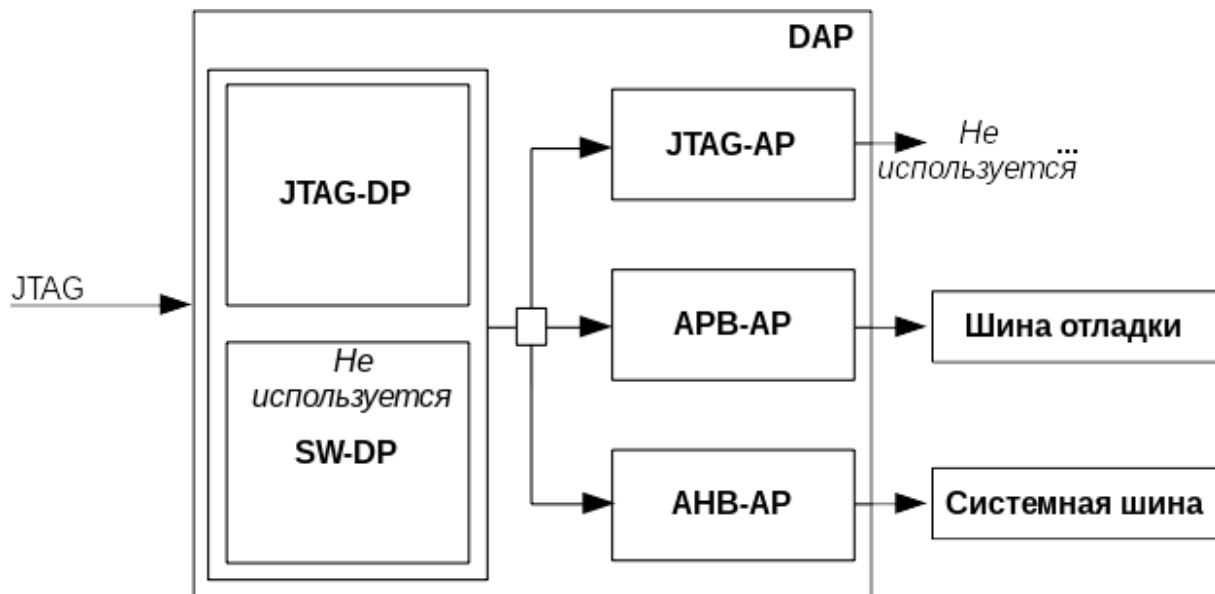 DAP
JTAG-DP
JTAG-AP
Не
используется
...
JTAG
APB-AP
Шина отладки
Не
используется
SW-DP
AHB-AP
Системная шина